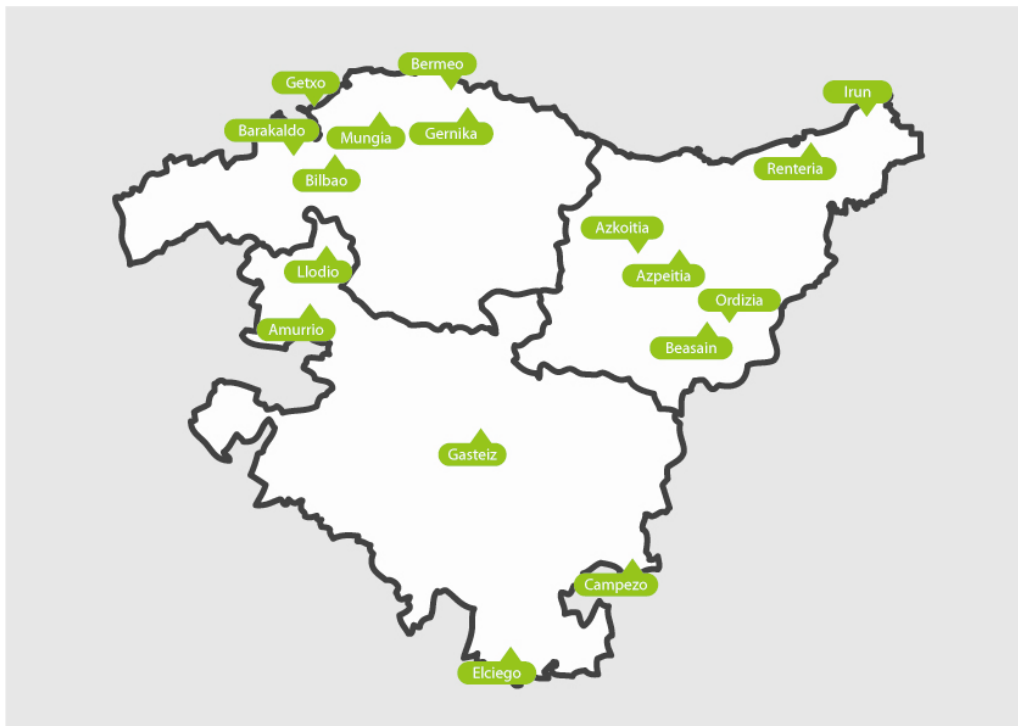 Bermeo
Getxo
Irun
Barakaldo
Mungia
Gernika
Renteria
Bilbao
Azkoitia
Llodio
Azpeitia
Ordizia
Amurrio
Beasain
Gasteiz
Campezo
Elciego